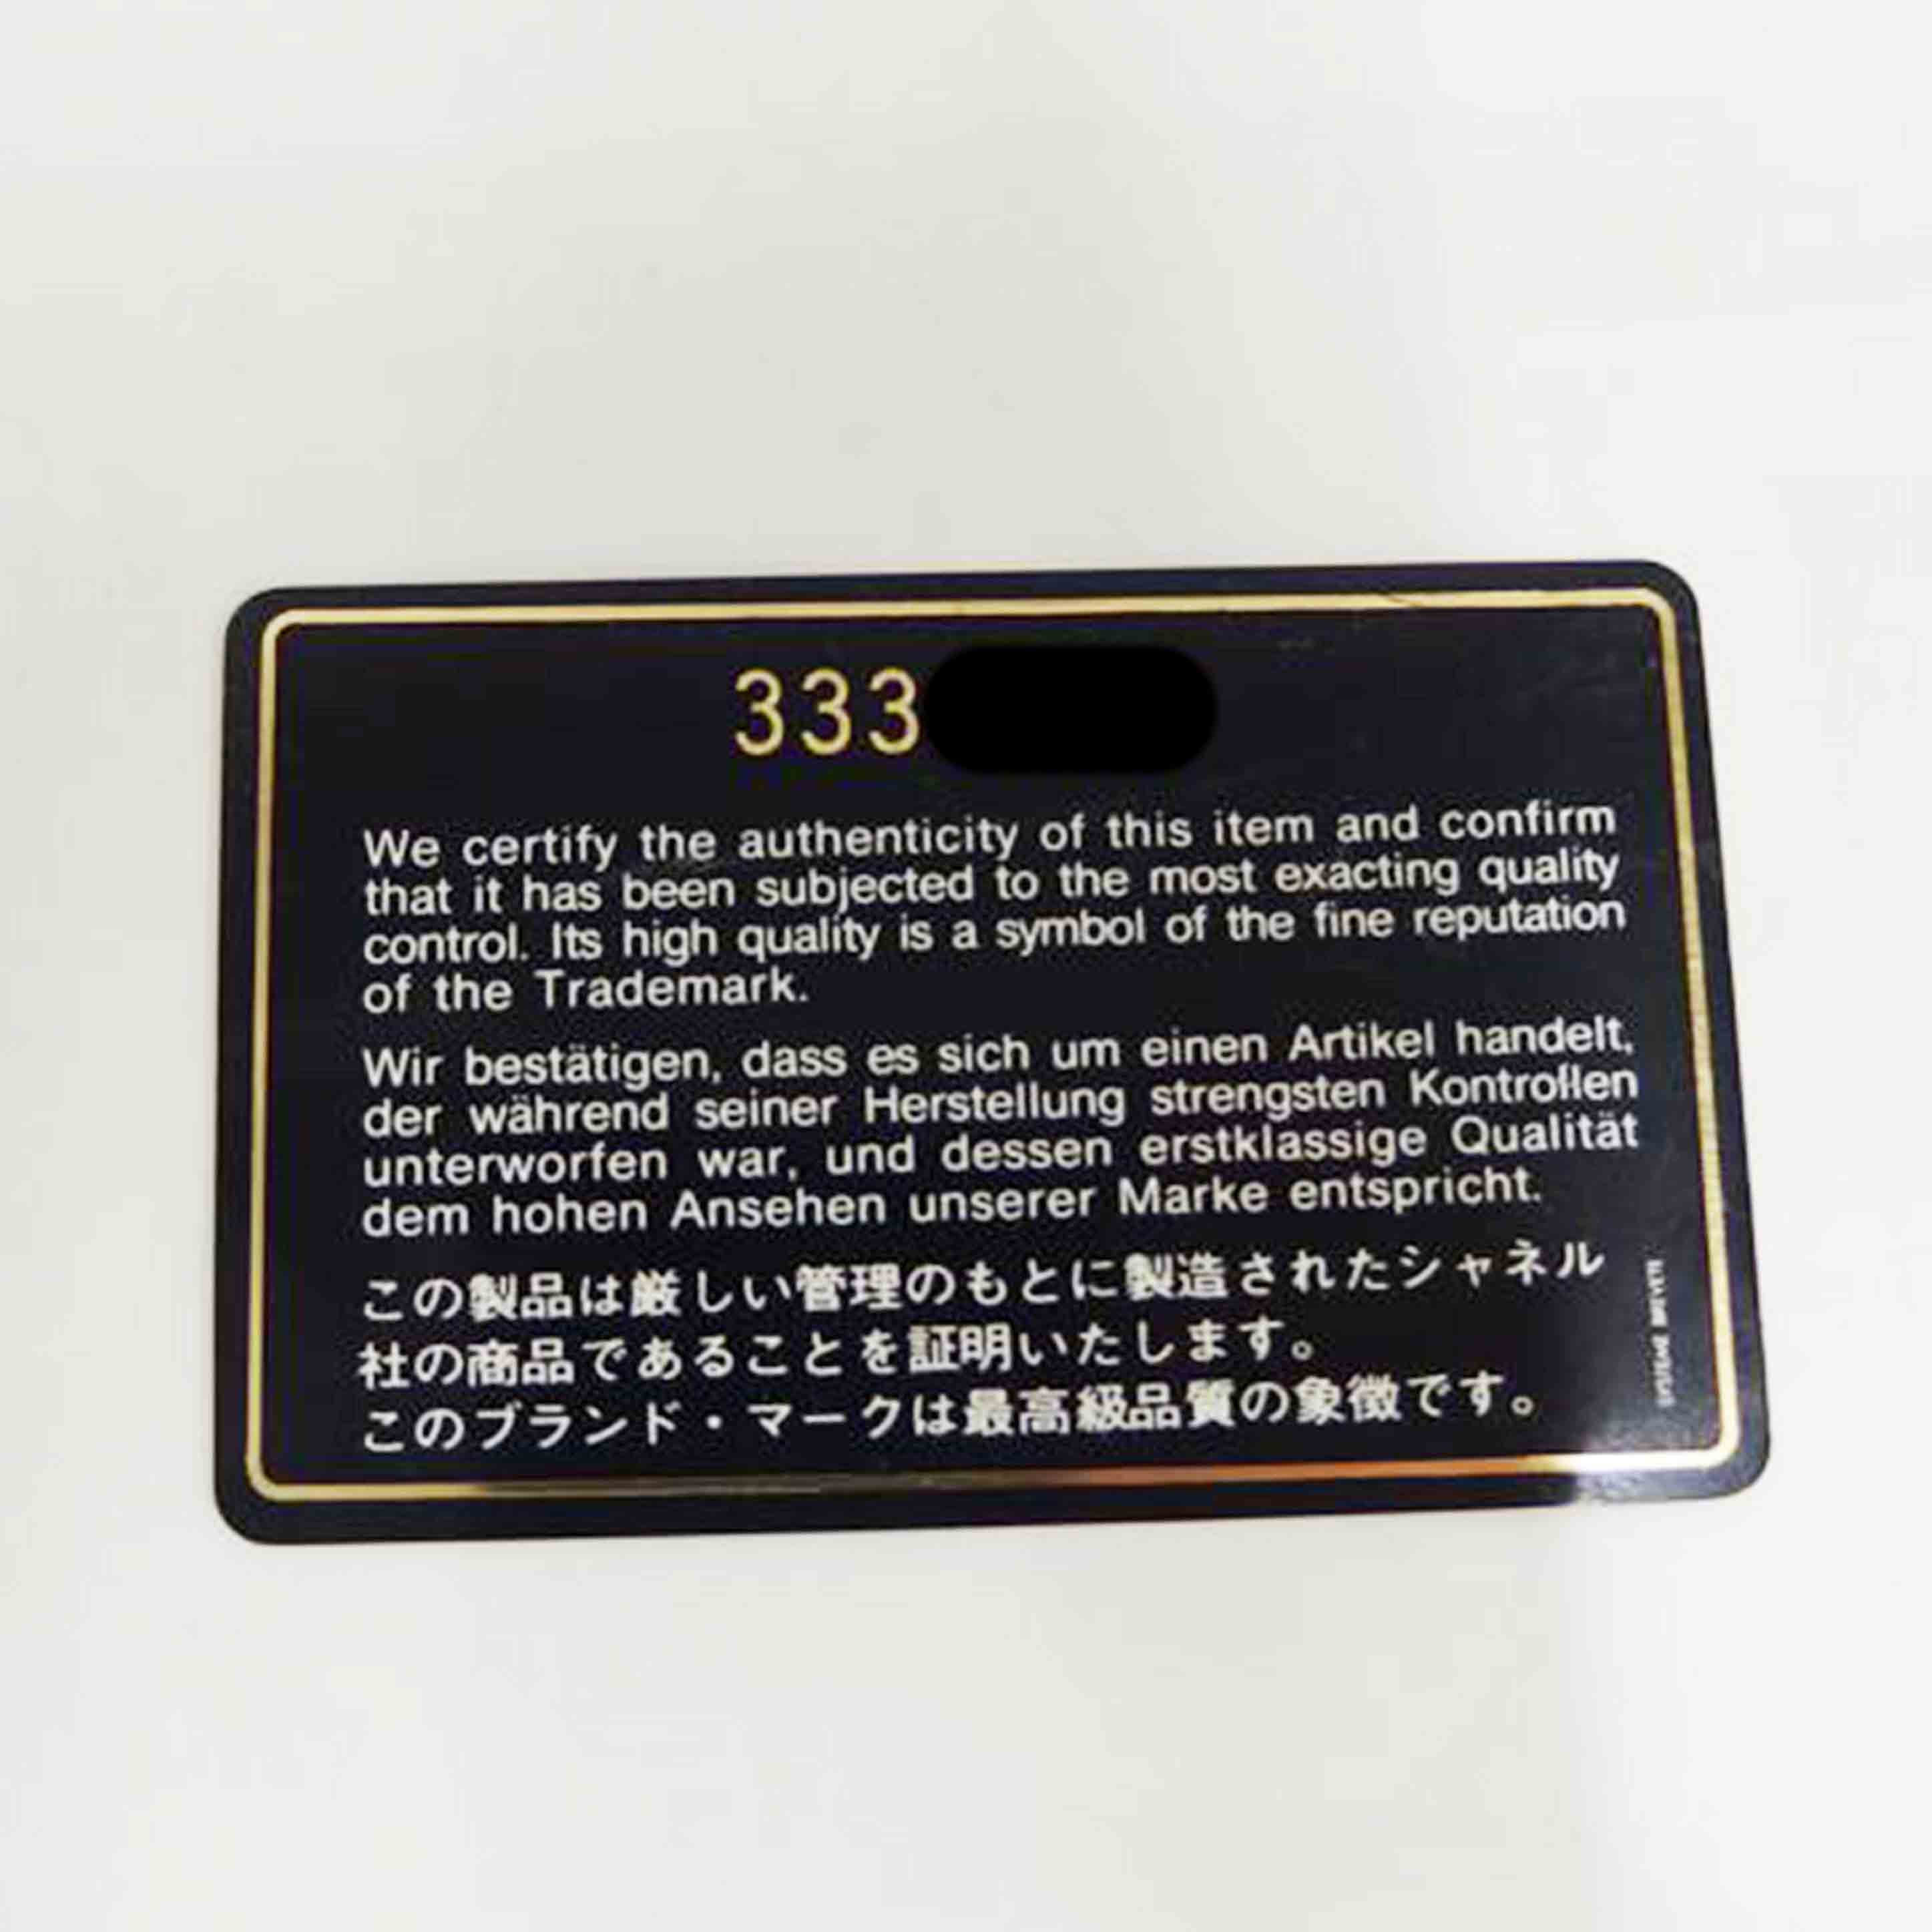 333
We certify the authenticity of this item and confirm
that it has been subjected to the most exacting quality
control. Its high quality is a symbol of the fine reputation
of the Trademark.
Wir bestätigen, dass es sich um einen Artikel handelt,
der während seiner Herstellung strengsten Kontrollen
unterworfen war, und dessen erstklassige Qualität
dem hohen Ansehen unserer Marke entspricht.
この製品は厳しい管理のもとに製造されたシャネル
社の商品であることを証明いたします。
このブランド・マークは最高級品質の象徴です。